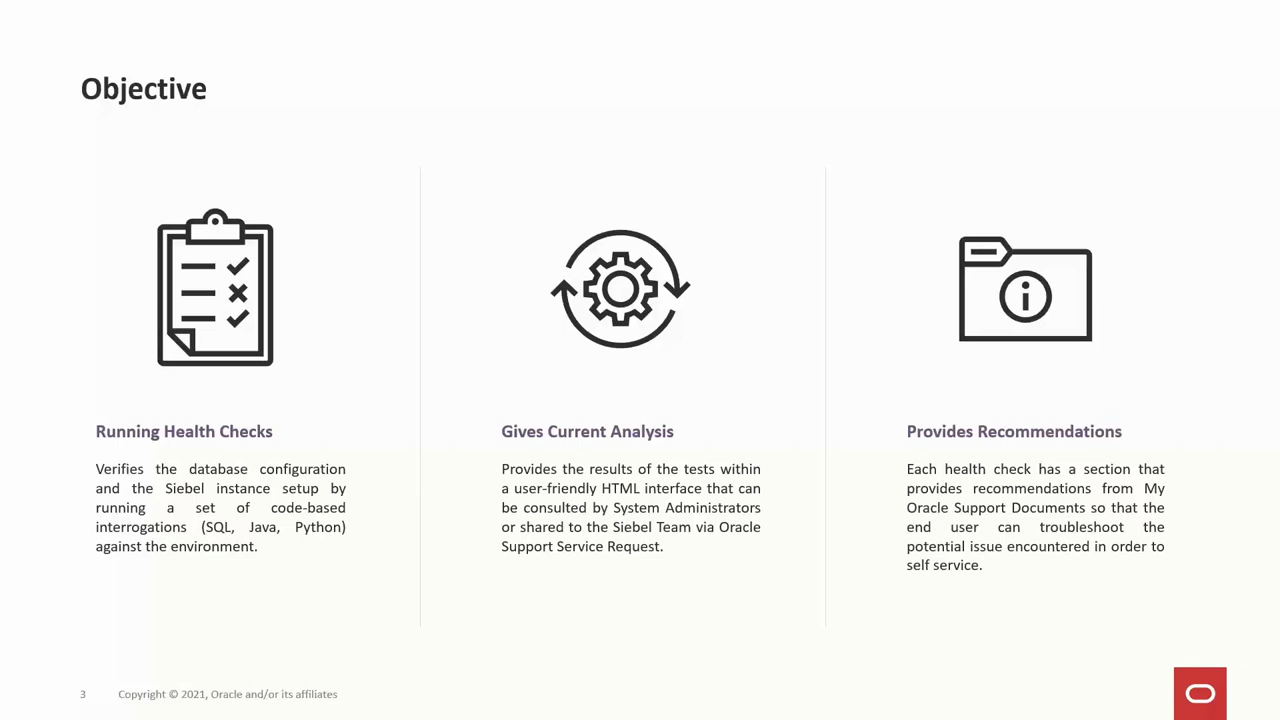 Objective
Running Health Checks
Verifies the database configuration
and the Siebel instance setup by
running a set of code-based
interrogations (SQL, Java, Python)
against the environment.
Gives Current Analysis
Provides the results of the tests within
a user-friendly HTML interface that can
be consulted by System Administrators
or shared to the Siebel Team via Oracle
Support Service Request.
Provides Recommendations
Each health check has a section that
provides recommendations from My
Oracle Support Documents so that the
end user can troubleshoot the
potential issue encountered in order to
self service.
3 Copyright © 2021, Oracle and/or its affiliates